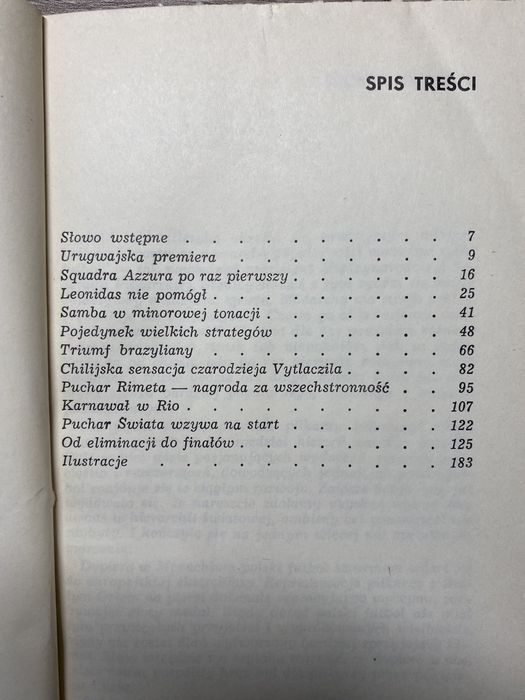 SPIS TREŚCI
Słowo wstępne . . . . . . . . . . 7
Urugwajska premiera . . . . . . . . 9
Squadra Azzura po raz pierwszy . . . . . . 16
Leonidas nie pomógł . . . . . . . . . 25
Samba w minorowej tonacji . . . . . . . 41
Pojedynek wielkich strategów . . . . . . 48
Triumf brazyliany . . . . . . . . . 66
Chilijska sensacja czarodzieja Vytlaczila . . . . 82
Puchar Rimeta — nagroda za wszechstronność . . 95
Karnawał w Rio . . . . . . . . . . 107
Puchar Świata wzywa na start . . . . . . 122
Od eliminacji do finałów . . . . . . . . 125
Ilustracje . . . . . . . . . . . 183